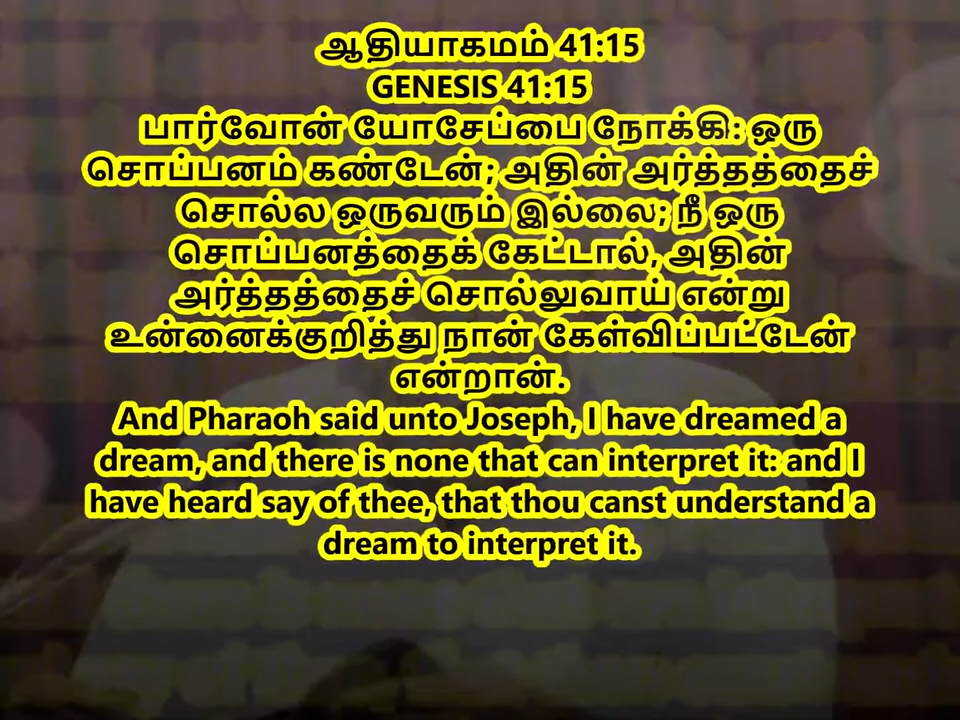 ஆதியாகமம் 41:15
GENESIS 41:15
பார்வோன் யோசேப்பை நோக்கி: ஒரு
சொப்பனம் கண்டேன்; அதின் அர்த்தத்தைச்
சொல்ல ஒருவரும் இல்லை; நீ ஒரு
சொப்பனத்தைக் கேட்டால், அதின்
அர்த்தத்தைச் சொல்லுவாய் என்று
உன்னைக்குறித்து நான் கேள்விப்பட்டேன்
என்றான்.
And Pharaoh said unto Joseph, I have dreamed a
dream, and there is none that can interpret it: and I
have heard say of thee, that thou canst understand a
dream to interpret it.